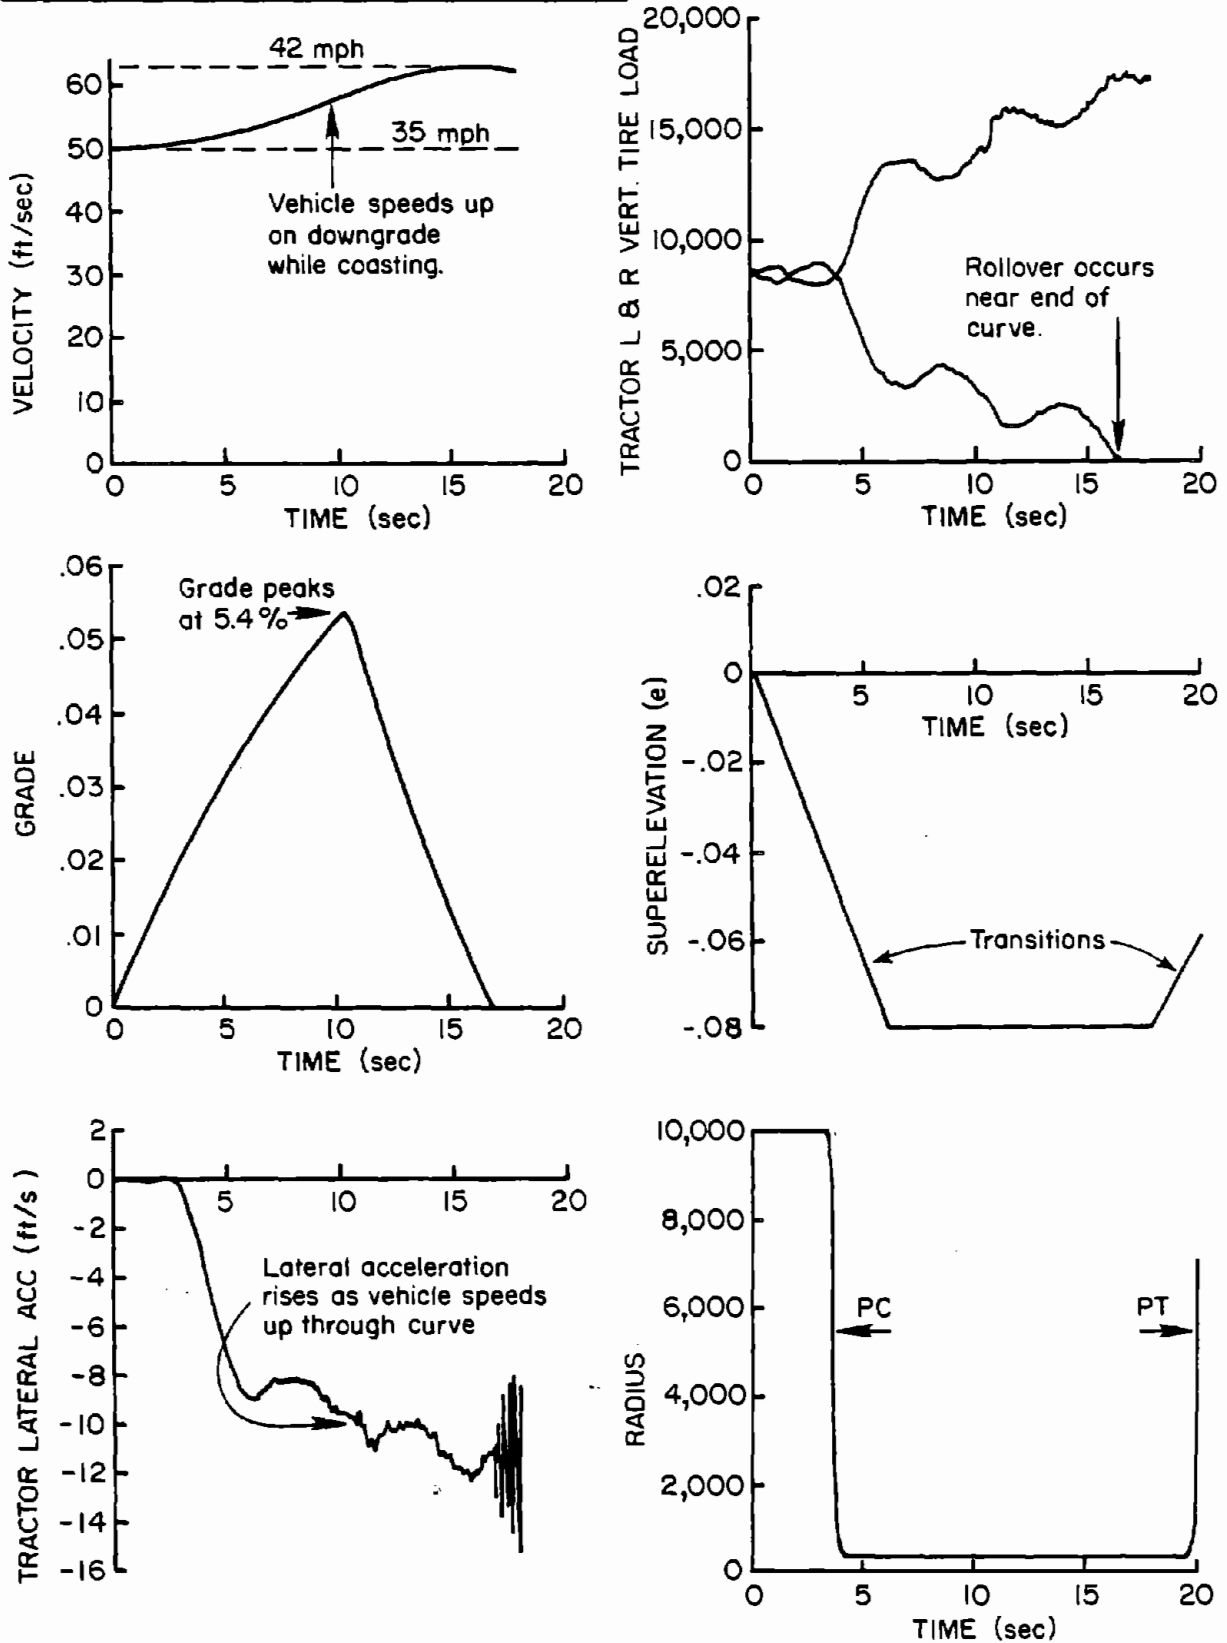 42 mph
35 mph
Vehicle speeds up
on downgrade
while coasting.
VELOCITY (ft/sec)
60
50
40
30
20
10
0
0 5 10 15 20
TIME (sec)
TRACTOR L & R VERT. TIRE LOAD
20,000
15,000
10,000
5,000
0
Rollover occurs
near end of
curve.
0 5 10 15 20
TIME (sec)
GRADE
.06
.05
.04
.03
.02
.01
0
Grade peaks
at 5.4%
0 5 10 15 20
TIME (sec)
SUPERELEVATION (e)
.02
0
-.02
-.04
-.06
-.08
5 10 15 20
TIME (sec)
Transitions
TRACTOR LATERAL ACC (ft/s)
2
0
-2
-4
-6
-8
-10
-12
-14
-16
5 10 15 20
Lateral acceleration
rises as vehicle speeds
up through curve
RADIUS
10,000
8,000
6,000
4,000
2,000
0
PC
PT
0 5 10 15 20
TIME (sec)